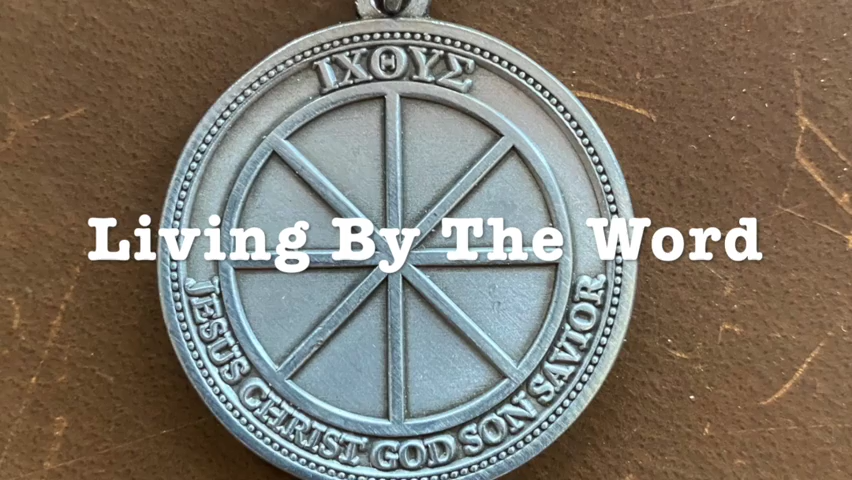 ΙΧΘΥΣ
Living By The Word
JESUS CHRIST GOD SON SAVIOR